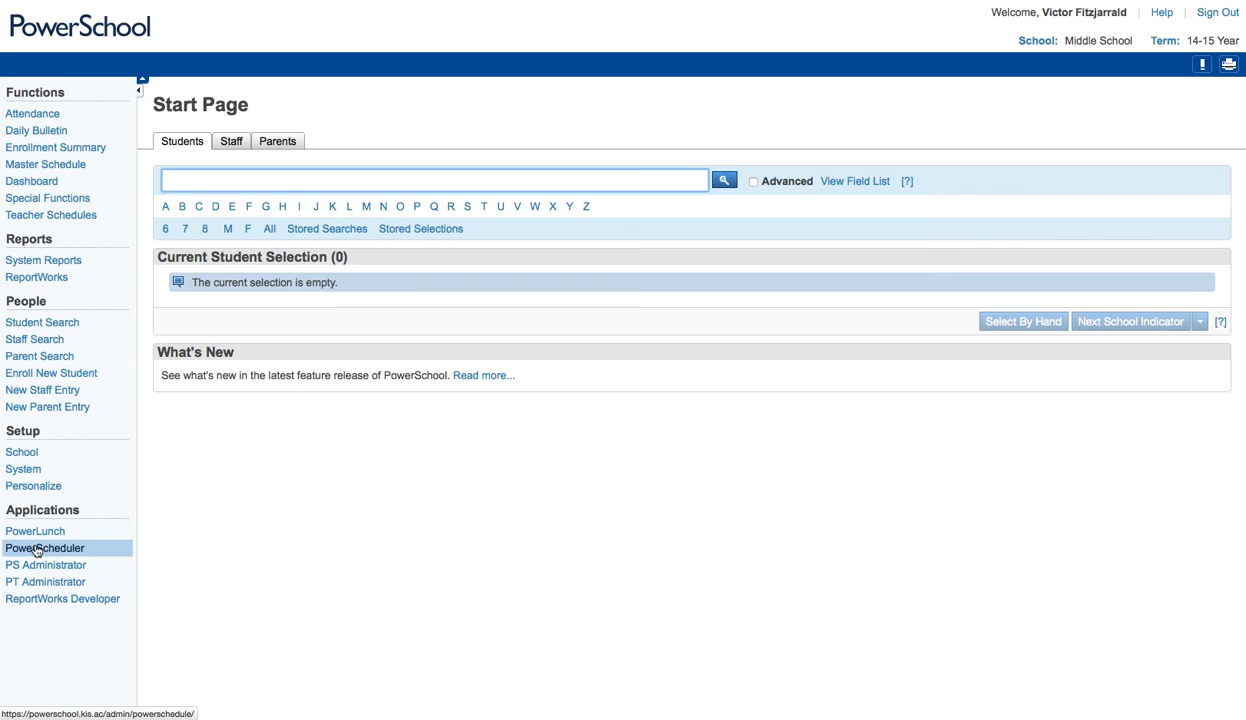 PowerSchool
Welcome, Victor Fitzjarrald Help Sign Out
School: Middle School Term: 14-15 Year
Functions
Attendance
Daily Bulletin
Enrollment Summary
Master Schedule
Dashboard
Special Functions
Teacher Schedules
Reports
System Reports
ReportWorks
People
Student Search
Staff Search
Parent Search
Enroll New Student
New Staff Entry
New Parent Entry
Setup
School
System
Personalize
Applications
PowerLunch
PowerScheduler
PS Administrator
PT Administrator
ReportWorks Developer
Start Page
Students Staff Parents
Advanced View Field List [?]
A B C D E F G H I J K L M N O P Q R S T U V W X Y Z
6 7 8 M F All Stored Searches Stored Selections
Current Student Selection (0)
The current selection is empty.
Select By Hand Next School Indicator [?]
What's New
See what's new in the latest feature release of PowerSchool. Read more...
https://powerschool.kis.ac/admin/powerschedule/